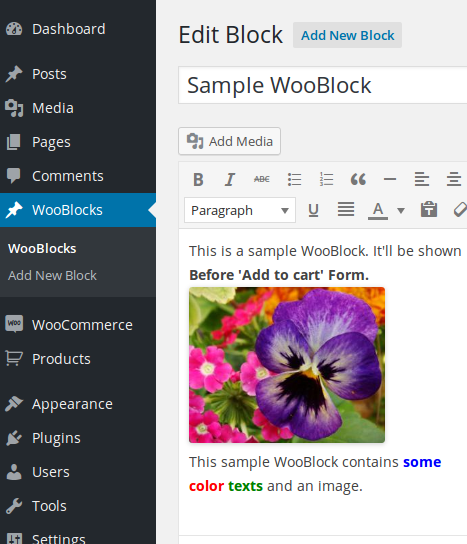 Dashboard
Posts
Media
Pages
Comments
WooBlocks
WooBlocks
Add New Block
WooCommerce
Products
Appearance
Plugins
Users
Tools
Settings
Edit Block
Add New Block
Sample WooBlock
Add Media
B I ABC
Paragraph U A
This is a sample WooBlock. It'll be shown
Before 'Add to cart' Form.
This sample WooBlock contains some
color texts and an image.